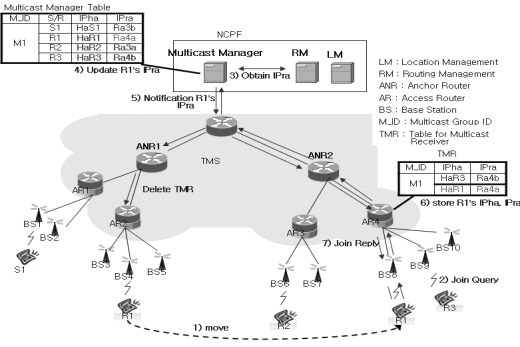 Multicast Manager Table
M_ID S/R IPha IPra
M1
S1 HaS1 Ra3b
R1 HaR1 Ra4a
R2 HaR2 Ra3a
R3 HaR3 Ra4b
NCPF
Multicast Manager RM LM
3) Obtain IPra
4) Update R1's IPra
5) Notification R1's
IPra
LM : Location Management
RM : Routing Management
ANR : Anchor Router
AR : Access Router
BS : Base Station
M_ID : Multicast Group ID
TMR : Table for Multicast
Receiver
TMR
M_ID IPha IPra
M1
HaR3 Ra4b
HaR1 Ra4a
6) store R1's IPha, IPra
ANR1
TMS
ANR2
Delete TMR
AR1
AR2
AR3
AR4
7) Join Reply
BS1
BS2
BS3
BS4
BS5
BS6
BS7
BS8
BS9
BS10
2) Join Query
S1
R1
R2
R1
R3
1) move